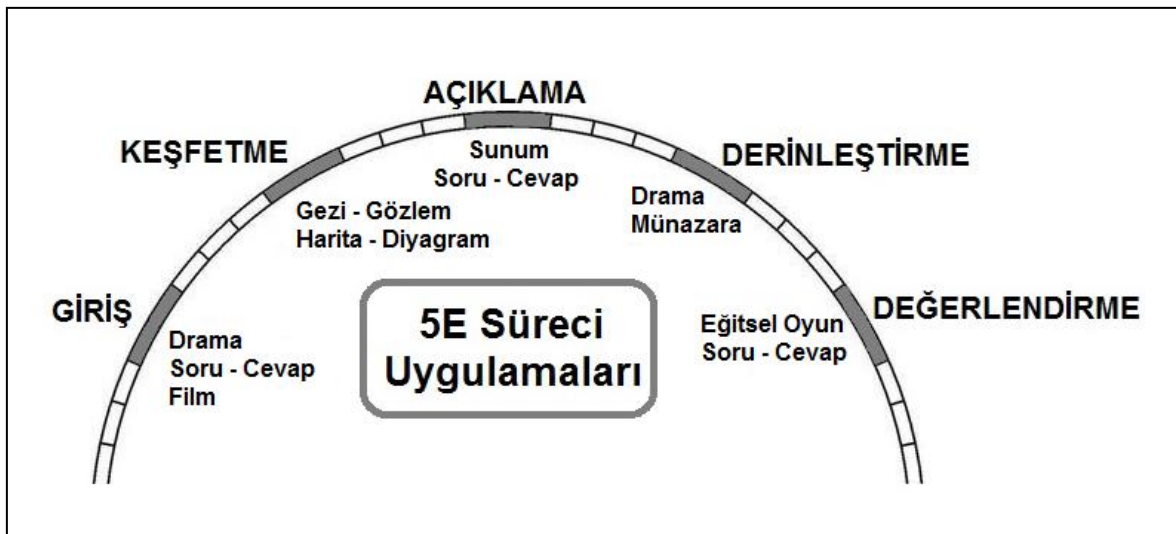 GİRİŞ
Drama
Soru - Cevap
Film
KEŞFETME
Gezi - Gözlem
Harita - Diyagram
AÇIKLAMA
Sunum
Soru - Cevap
DERİNLEŞTİRME
Drama
Münazara
DEĞERLENDİRME
Eğitsel Oyun
Soru - Cevap
5E Süreci
Uygulamaları